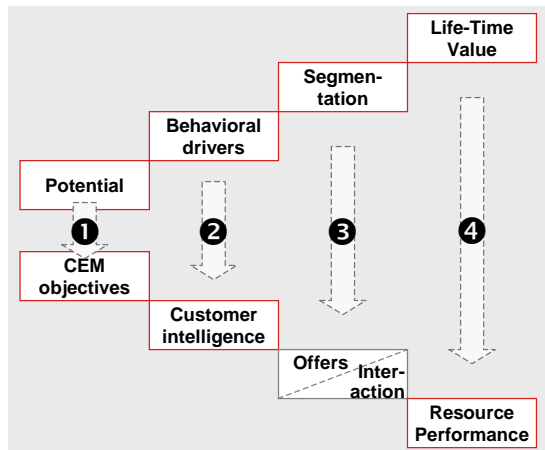 Life-Time
Value
Segmen-
tation
Behavioral
drivers
Potential
❶
❷
❸
❹
CEM
objectives
Customer
intelligence
Offers
Inter-
action
Resource
Performance